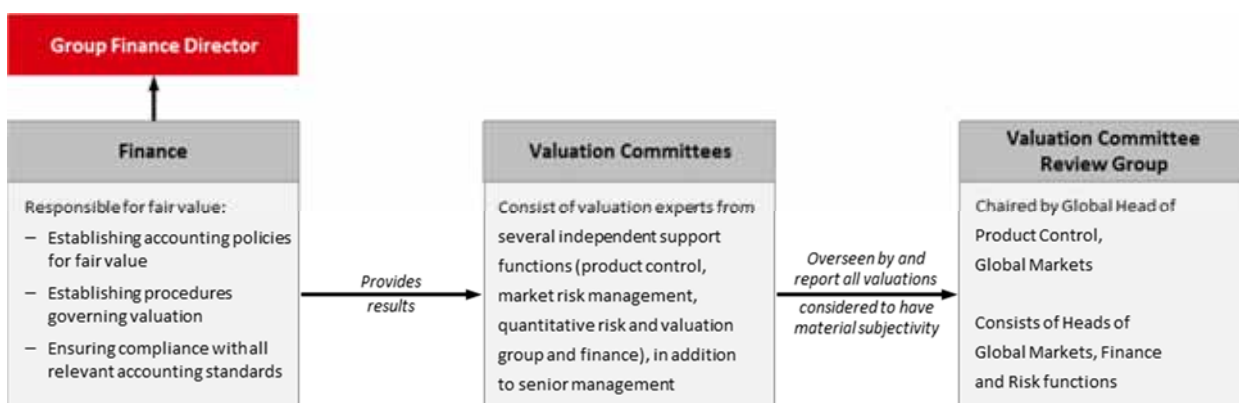 Group Finance Director
Finance
Responsible for fair value:
– Establishing accounting policies
for fair value
– Establishing procedures
governing valuation
– Ensuring compliance with all
relevant accounting standards
Provides
results
Valuation Committees
Consist of valuation experts from
several independent support
functions (product control,
market risk management,
quantitative risk and valuation
group and finance), in addition
to senior management
Overseen by and
report all valuations
considered to have
material subjectivity
Valuation Committee
Review Group
Chaired by Global Head of
Product Control,
Global Markets
Consists of Heads of
Global Markets, Finance
and Risk functions